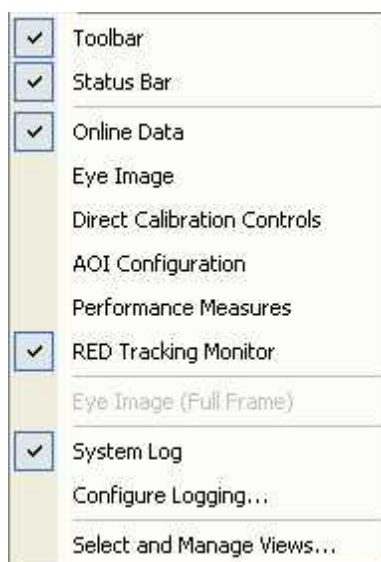 Toolbar
Status Bar
Online Data
Eye Image
Direct Calibration Controls
AOI Configuration
Performance Measures
RED Tracking Monitor
Eye Image (Full Frame)
System Log
Configure Logging...
Select and Manage Views...